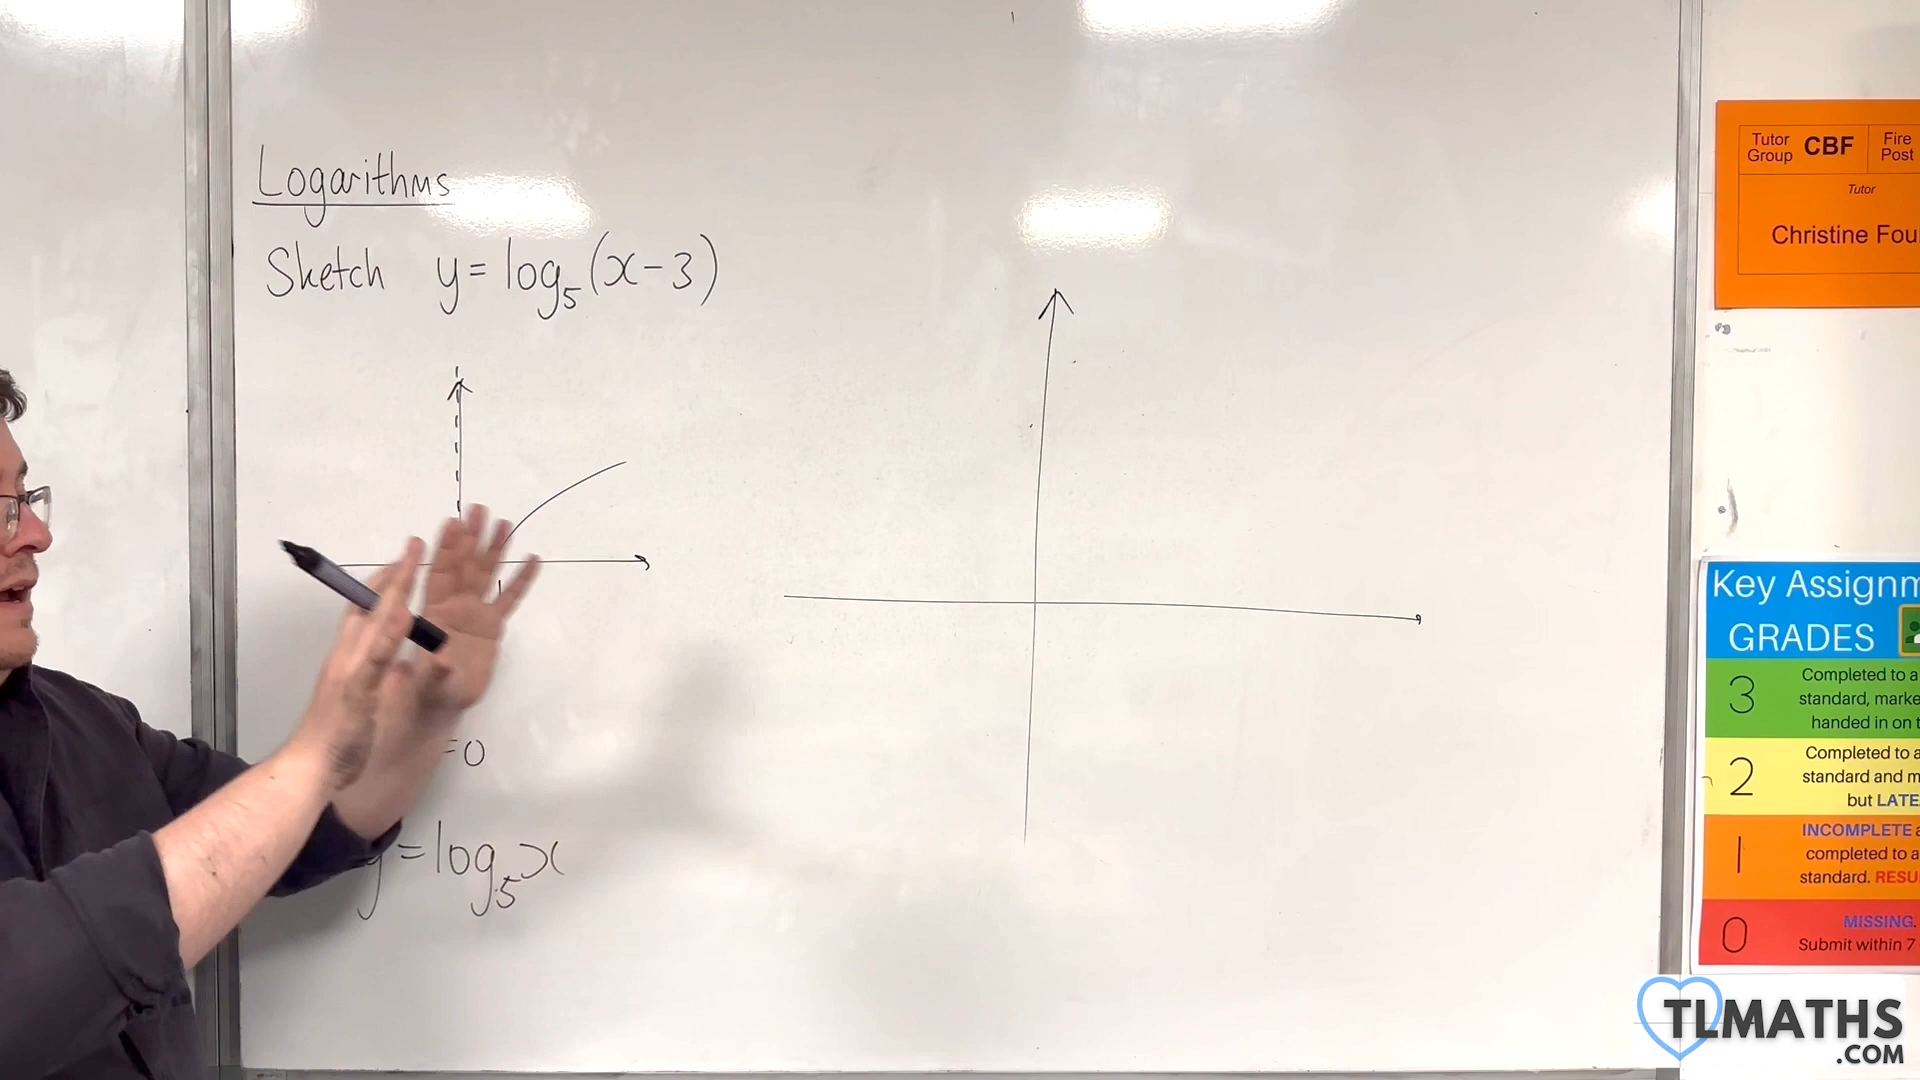 Logarithms
Sketch y = log₅(x-3)
1
=0
y = log₅x
Tutor Group CBF Fire Post
Tutor
Christine Fou
Key Assignm
GRADES
3 Completed to a
standard, marke
handed in on t
2 Completed to a
standard and m
but LATE
1 INCOMPLETE a
completed to a
standard. RESU
0 MISSING.
Submit within 7
TLMATHS
.COM